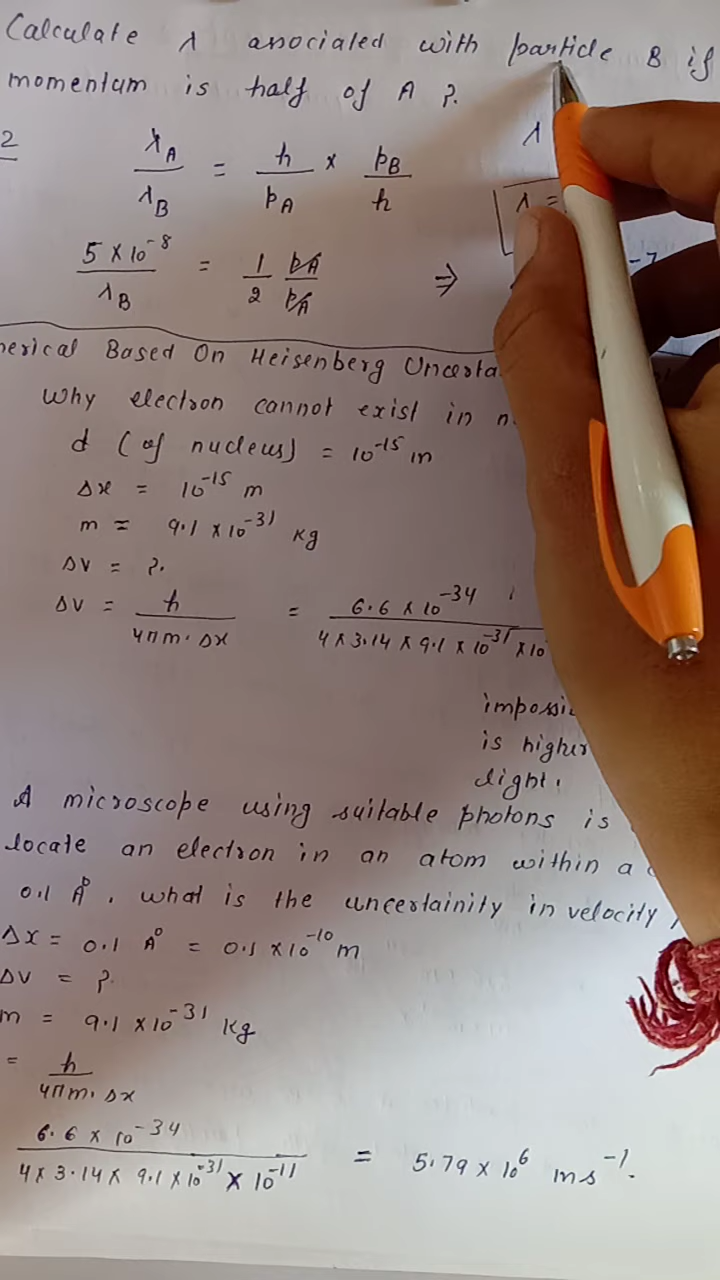 Calculate λ asociated with particle B if
momentum is half of A ?.
2
λA / λB = h / pA × pB / h
λ
λ =
5 × 10⁻⁸ / λB = 1/2 pA / pA ⇒
-7
erical Based On Heisenberg Uncerta
Why electron cannot exist in n
d (of nucleus) = 10⁻¹⁵ m
Δx = 10⁻¹⁵ m
m = 9.1 × 10⁻³¹ Kg
Δv = ?.
Δv = h / 4πm.Δx = 6.6 × 10⁻³⁴ / 4 × 3.14 × 9.1 × 10⁻³¹ × 10
impossi
is higher
light.
A microscope using suitable photons is
locate an electron in an atom within a
0.1 A°. what is the uncertainity in velocity
Δx = 0.1 A° = 0.1 × 10⁻¹⁰ m
Δv = ?.
m = 9.1 × 10⁻³¹ Kg
= h / 4πm.Δx
6.6 × 10⁻³⁴ / 4 × 3.14 × 9.1 × 10⁻³¹ × 10⁻¹¹ = 5.79 × 10⁶ ms⁻¹.